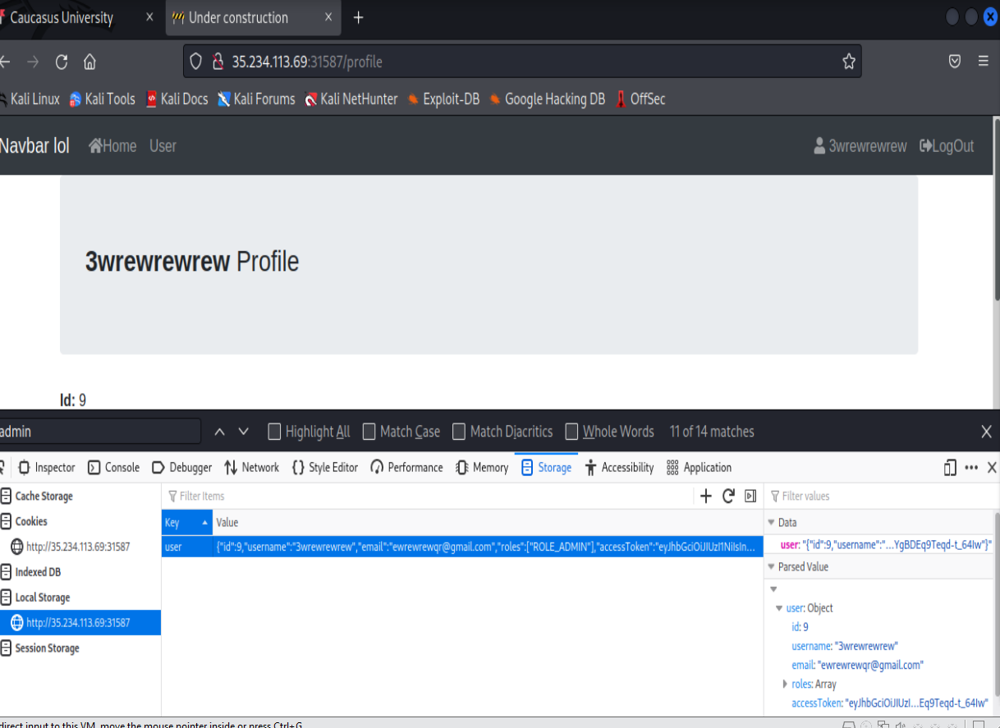 Caucasus University
Under construction
35.234.113.69:31587/profile
Kali Linux Kali Tools Kali Docs Kali Forums Kali NetHunter Exploit-DB Google Hacking DB OffSec
Navbar lol Home User 3wrewrewrew LogOut
3wrewrewrew Profile
Id: 9
admin Highlight All Match Case Match Diacritics Whole Words 11 of 14 matches
Inspector Console Debugger Network Style Editor Performance Memory Storage Accessibility Application
Cache Storage
Cookies
http://35.234.113.69:31587
Indexed DB
Local Storage
http://35.234.113.69:31587
Session Storage
Filter Items
Key Value
user {"id":9,"username":"3wrewrewrew","email":"ewrewrewqr@gmail.com","roles":["ROLE_ADMIN"],"accessToken":"eyJhbGciOiJIUzI1NiIsIn...
Filter values
Data
user: "{"id":9,"username":"...YgBDEq9Teqd-t_64Iw"}"
Parsed Value
user: Object
id: 9
username: "3wrewrewrew"
email: "ewrewrewqr@gmail.com"
roles: Array
accessToken: "eyJhbGciOiJIUzI...Eq9Teqd-t_64Iw"
direct input to this VM, move the mouse pointer inside or press Ctrl+G.